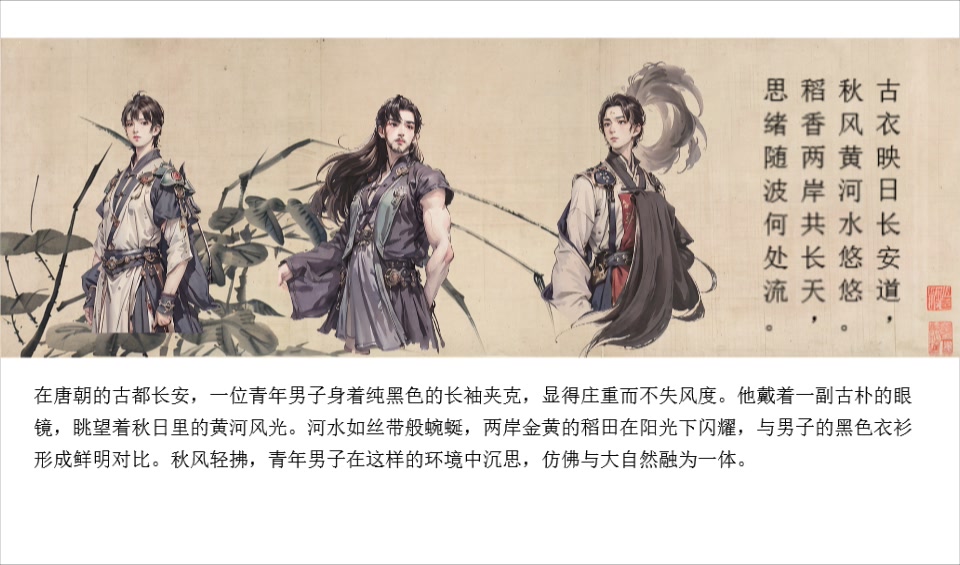 古衣映日长安道，
秋风黄河水悠悠。
稻香两岸共长天，
思绪随波何处流。
在唐朝的古都长安，一位青年男子身着纯黑色的长袖夹克，显得庄重而不失风度。他戴着一副古朴的眼
镜，眺望着秋日里的黄河风光。河水如丝带般蜿蜒，两岸金黄的稻田在阳光下闪耀，与男子的黑色衣衫
形成鲜明对比。秋风轻拂，青年男子在这样的环境中沉思，仿佛与大自然融为一体。